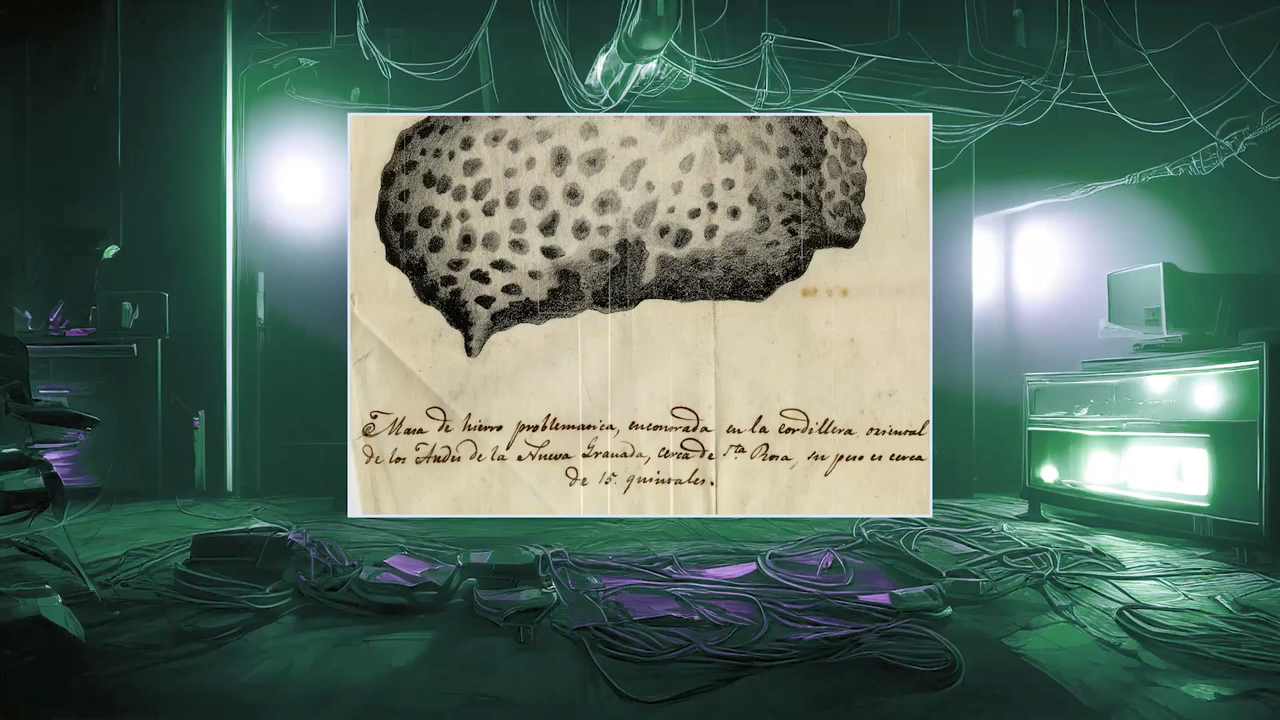 Masa de hierro problematica, encontrada en la cordillera oriental
de los Andes de la Nueva Granada, cerca de Sta Rosa, su peso es cerca
de 15. quintales.